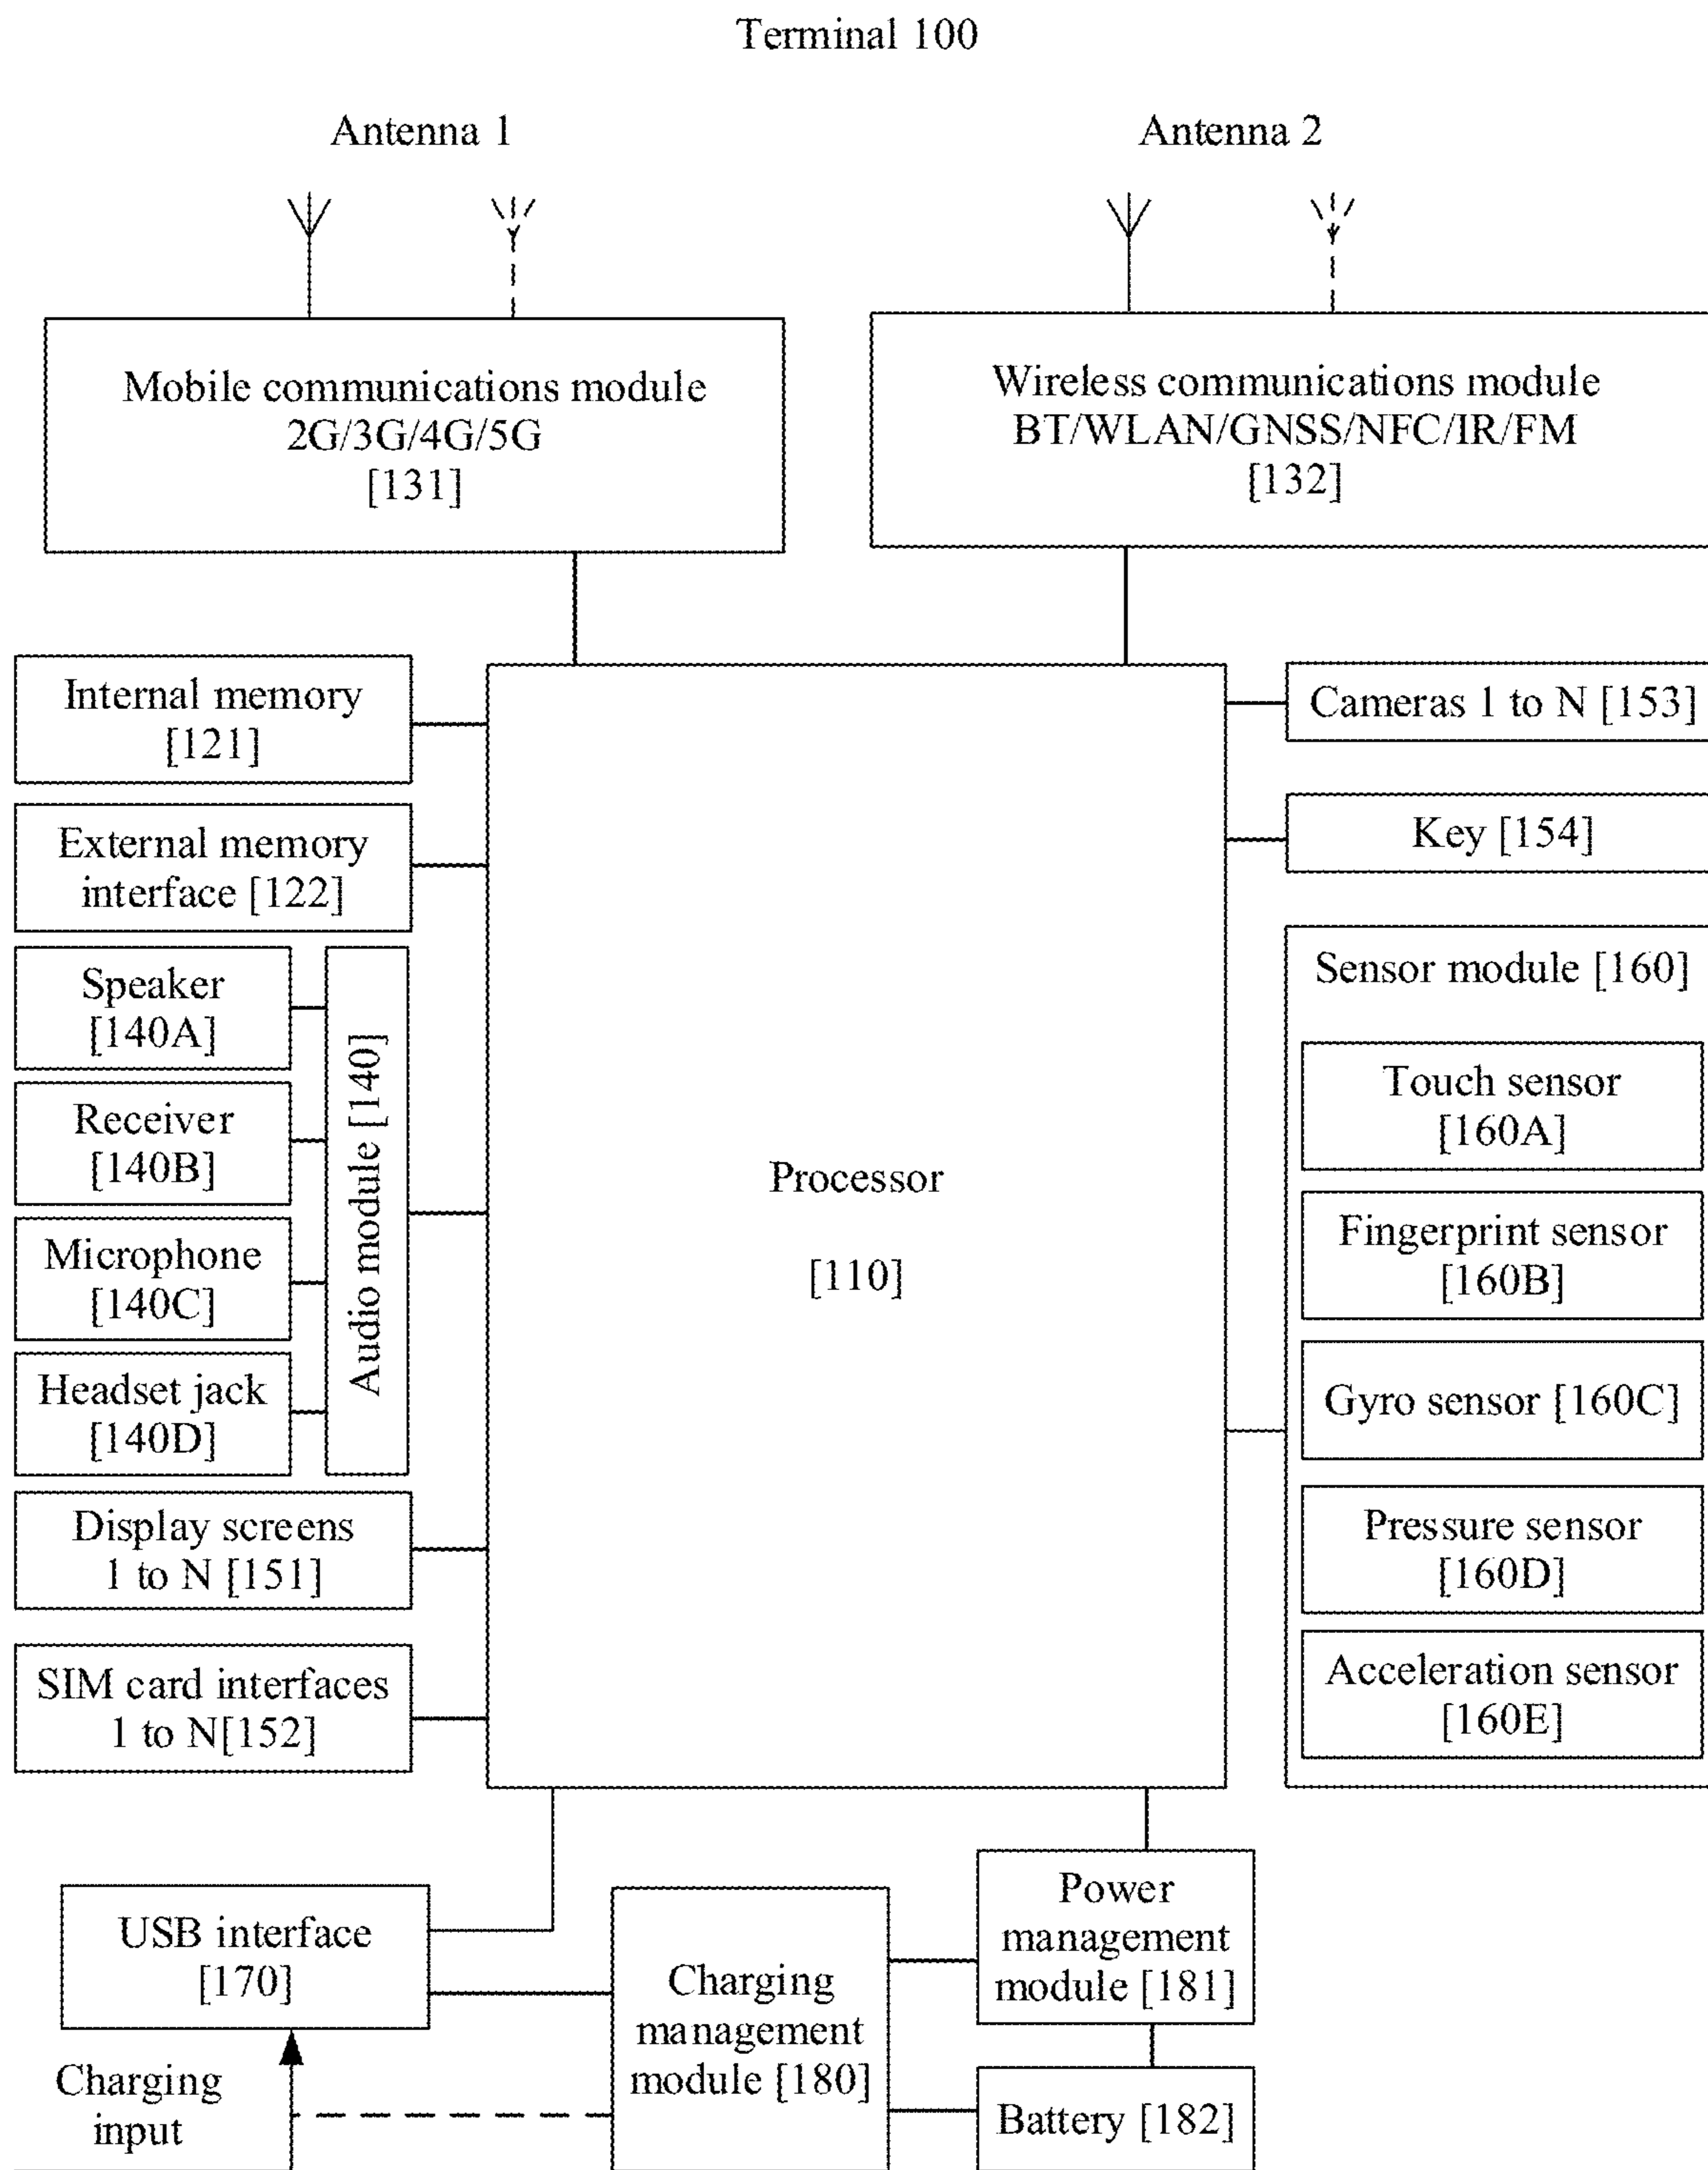 Terminal 100
Antenna 1
Antenna 2
Mobile communications module
2G/3G/4G/5G
[131]
Wireless communications module
BT/WLAN/GNSS/NFC/IR/FM
[132]
Internal memory
[121]
External memory
interface [122]
Speaker
[140A]
Receiver
[140B]
Microphone
[140C]
Headset jack
[140D]
Audio module [140]
Display screens
1 to N [151]
SIM card interfaces
1 to N[152]
Processor
[110]
Cameras 1 to N [153]
Key [154]
Sensor module [160]
Touch sensor
[160A]
Fingerprint sensor
[160B]
Gyro sensor [160C]
Pressure sensor
[160D]
Acceleration sensor
[160E]
USB interface
[170]
Charging
input
Charging
management
module [180]
Power
management
module [181]
Battery [182]